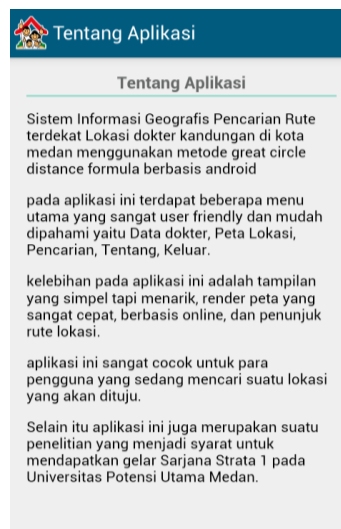 Tentang Aplikasi
Tentang Aplikasi
Sistem Informasi Geografis Pencarian Rute
terdekat Lokasi dokter kandungan di kota
medan menggunakan metode great circle
distance formula berbasis android
pada aplikasi ini terdapat beberapa menu
utama yang sangat user friendly dan mudah
dipahami yaitu Data dokter, Peta Lokasi,
Pencarian, Tentang, Keluar.
kelebihan pada aplikasi ini adalah tampilan
yang simpel tapi menarik, render peta yang
sangat cepat, berbasis online, dan penunjuk
rute lokasi.
aplikasi ini sangat cocok untuk para
pengguna yang sedang mencari suatu lokasi
yang akan dituju.
Selain itu aplikasi ini juga merupakan suatu
penelitian yang menjadi syarat untuk
mendapatkan gelar Sarjana Strata 1 pada
Universitas Potensi Utama Medan.